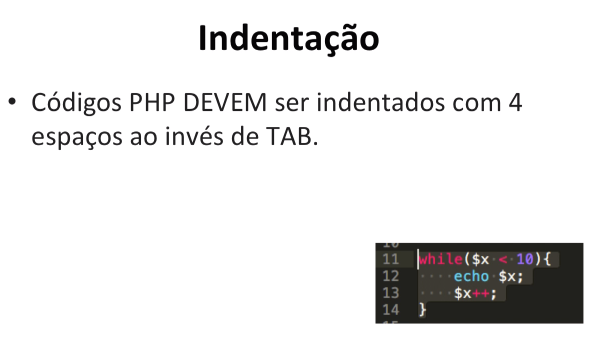 Indentação
• Códigos PHP DEVEM ser indentados com 4
espaços ao invés de TAB.
11 while($x < 10){
12 ····echo $x;
13 ····$x++;
14 }